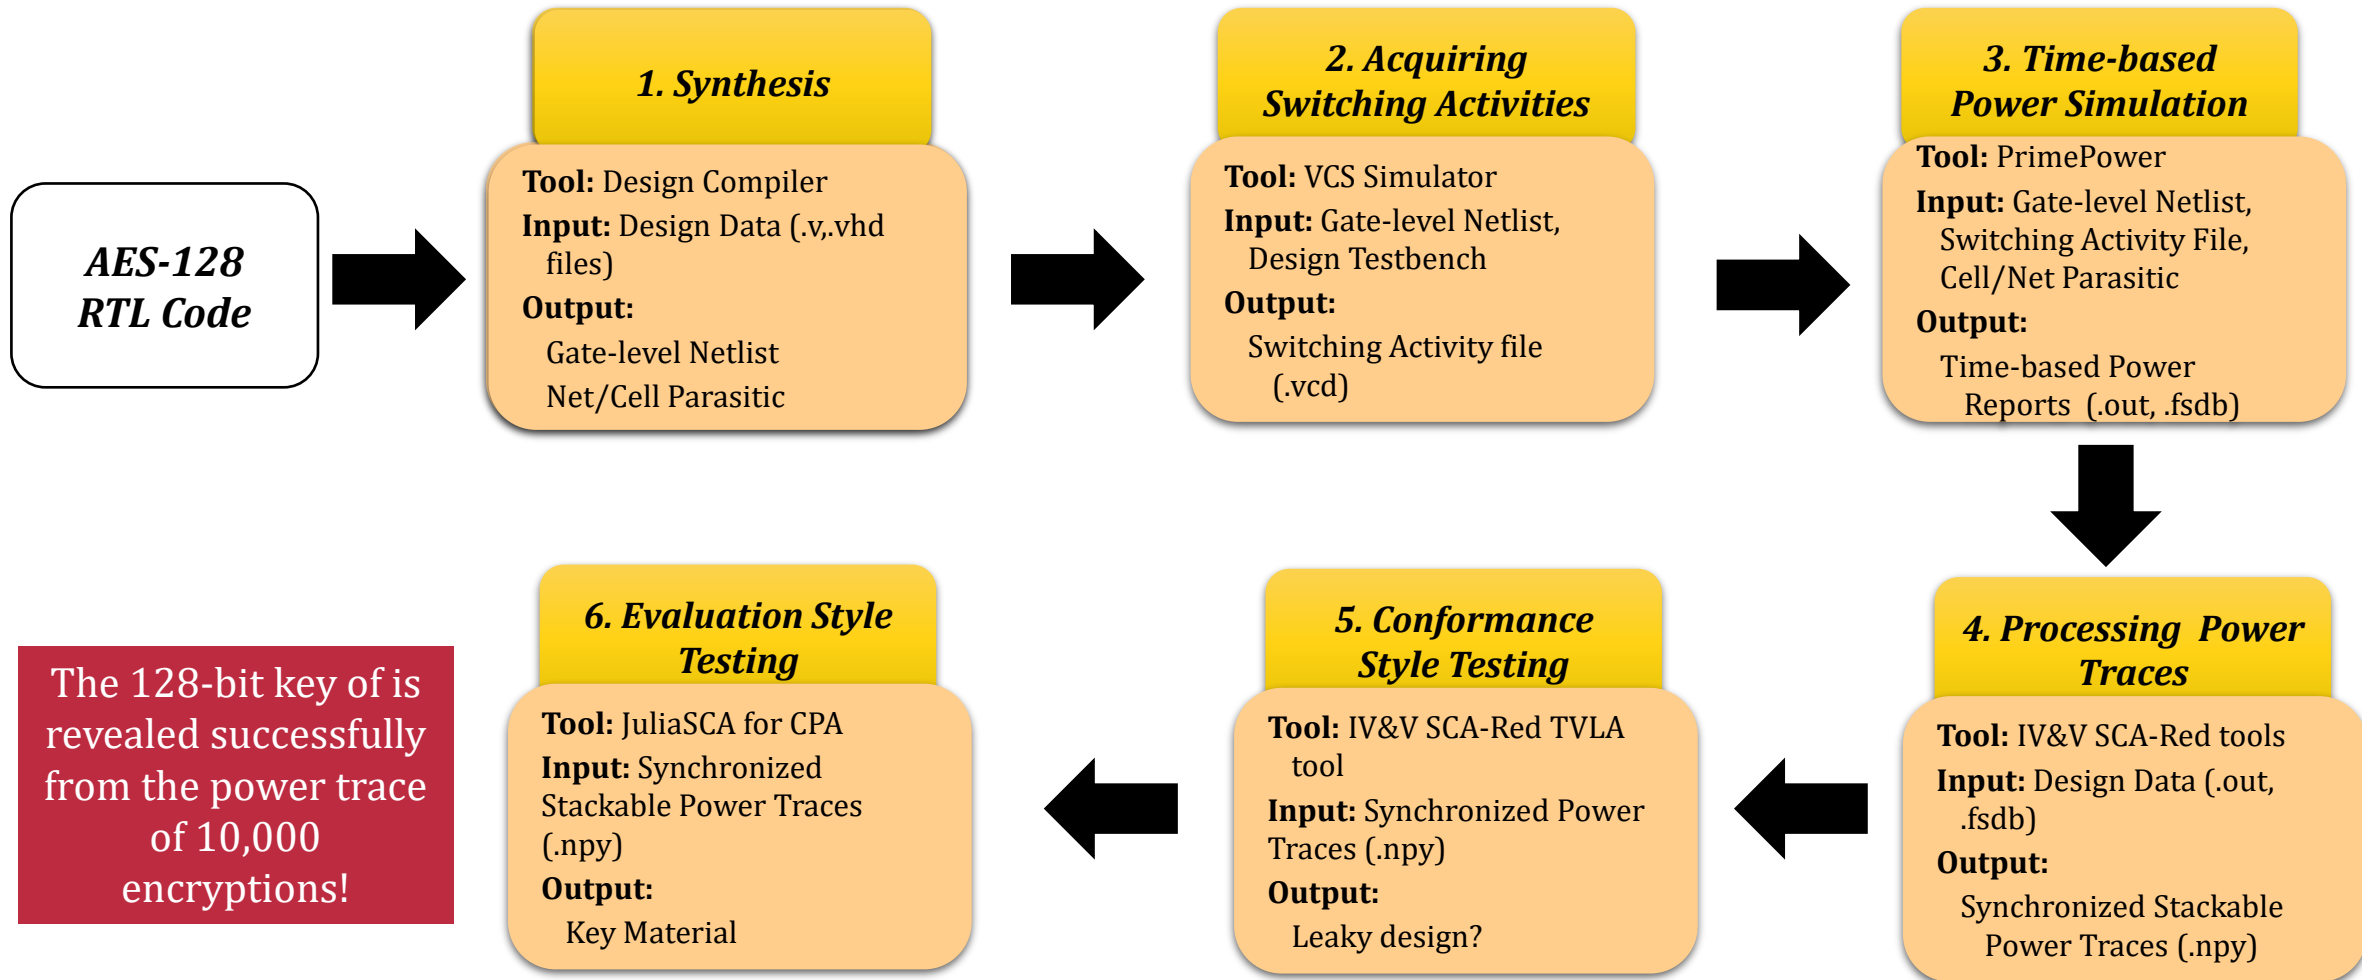 AES-128
RTL Code
1. Synthesis
Tool: Design Compiler
Input: Design Data (.v,.vhd
files)
Output:
Gate-level Netlist
Net/Cell Parasitic
2. Acquiring
Switching Activities
Tool: VCS Simulator
Input: Gate-level Netlist,
Design Testbench
Output:
Switching Activity file
(.vcd)
3. Time-based
Power Simulation
Tool: PrimePower
Input: Gate-level Netlist,
Switching Activity File,
Cell/Net Parasitic
Output:
Time-based Power
Reports (.out, .fsdb)
4. Processing Power
Traces
Tool: IV&V SCA-Red tools
Input: Design Data (.out,
.fsdb)
Output:
Synchronized Stackable
Power Traces (.npy)
5. Conformance
Style Testing
Tool: IV&V SCA-Red TVLA
tool
Input: Synchronized Power
Traces (.npy)
Output:
Leaky design?
6. Evaluation Style
Testing
Tool: JuliaSCA for CPA
Input: Synchronized
Stackable Power Traces
(.npy)
Output:
Key Material
The 128-bit key of is
revealed successfully
from the power trace
of 10,000
encryptions!